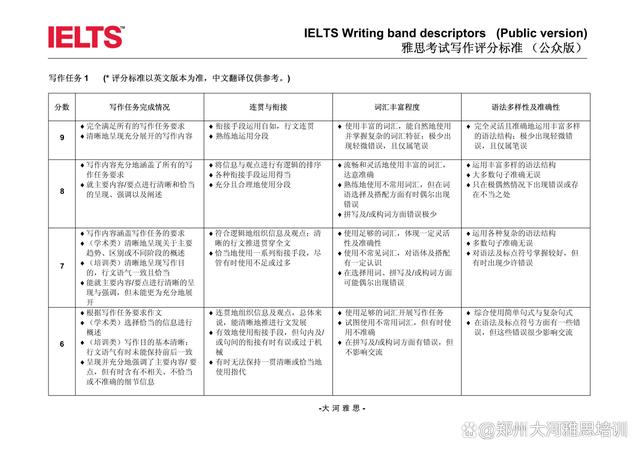 IELTS
IELTS Writing band descriptors (Public version)
雅思考试写作评分标准 （公众版）
写作任务 1 (* 评分标准以英文版本为准，中文翻译仅供参考。)
分数 写作任务完成情况 连贯与衔接 词汇丰富程度 语法多样性及准确性
9
♦完全满足所有的写作任务要求
♦清晰地呈现充分展开的写作内容
♦衔接手段运用自如，行文连贯
♦熟练地运用分段
♦使用丰富的词汇，能自然地使用
并掌握复杂的词汇特征；极少出
现轻微错误，且仅属笔误
♦完全灵活且准确地运用丰富多样
的语法结构；极少出现轻微错
误，且仅属笔误
8
♦写作内容充分地涵盖了所有的写
作任务要求
♦就主要内容/要点进行清晰和恰当
的呈现、强调以及阐述
♦将信息与观点进行有逻辑的排序
♦各种衔接手段运用得当
♦充分且合理地使用分段
♦流畅和灵活地使用丰富的词汇，
达意准确
♦熟练地使用不常用词汇，但在词
语选择及搭配方面有时偶尔出现
错误
♦拼写及/或构词方面错误极少
♦运用丰富多样的语法结构
♦大多数句子准确无误
♦只在极偶然情况下出现错误或存
在不当之处
7
♦写作内容涵盖写作任务的要求
♦（学术类）清晰地呈现关于主要
趋势、区别或不同阶段的概述
♦（培训类）清晰地呈现写作目
的，行文语气一致且恰当
♦能就主要内容/要点进行清晰的呈
现与强调，但未能更为充分地展
开
♦符合逻辑地组织信息及观点；清
晰的行文推进贯穿全文
♦恰当地使用一系列衔接手段，尽
管有时使用不足或过多
♦使用足够的词汇，体现一定灵活
性及准确性
♦使用不常见词汇，对语体及搭配
有一定认识
♦在选择用词、拼写及/或构词方面
可能偶尔出现错误
♦运用各种复杂的语法结构
♦多数句子准确无误
♦对语法及标点符号掌握较好，但
有时出现少许错误
6
♦根据写作任务要求作文
♦（学术类）选择恰当的信息进行
概述
♦（培训类）写作目的基本清晰；
行文语气有时未能保持前后一致
♦呈现并充分地强调了主要内容/要
点，但有时含有不相关、不恰当
或不准确的细节信息
♦连贯地组织信息及观点，总体来
说，能清晰地推进行文发展
♦有效地使用衔接手段，但句内及/
或句间的衔接有时有误或过于机
械
♦有时无法保持一贯清晰或恰当地
使用指代
♦使用足够的词汇开展写作任务
♦试图使用不常用词汇，但有时使
用不准确
♦在拼写及/或构词方面有错误，但
不影响交流
♦综合使用简单句式与复杂句式
♦在语法及标点符号方面有一些错
误，但这些错误很少影响交流
-大河雅思-
@郑州大河雅思培训